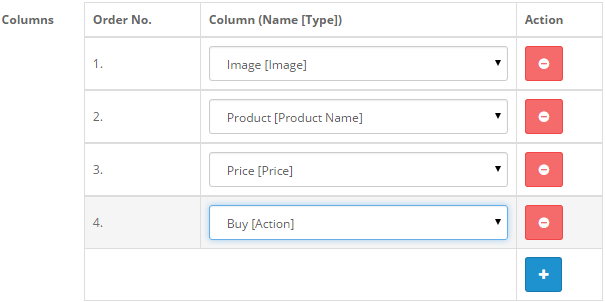 Columns Order No. Column (Name [Type]) Action
1. Image [Image]
2. Product [Product Name]
3. Price [Price]
4. Buy [Action]